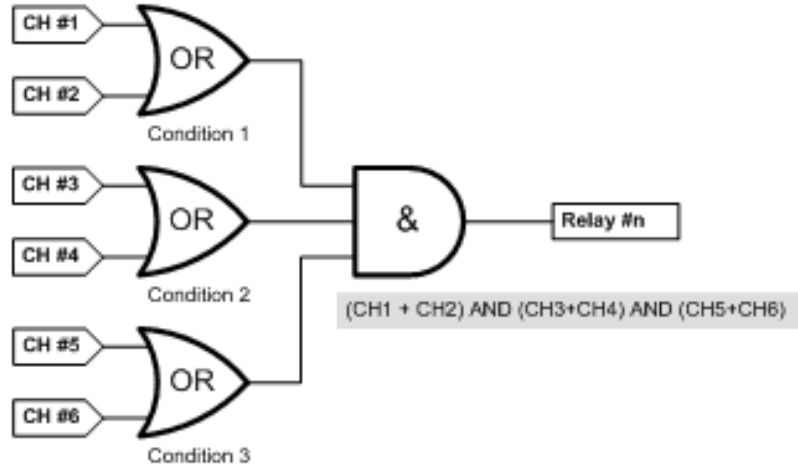 CH #1
OR
CH #2
Condition 1
CH #3
OR
CH #4
Condition 2
&
Relay #n
(CH1 + CH2) AND (CH3+CH4) AND (CH5+CH6)
CH #5
OR
CH #6
Condition 3